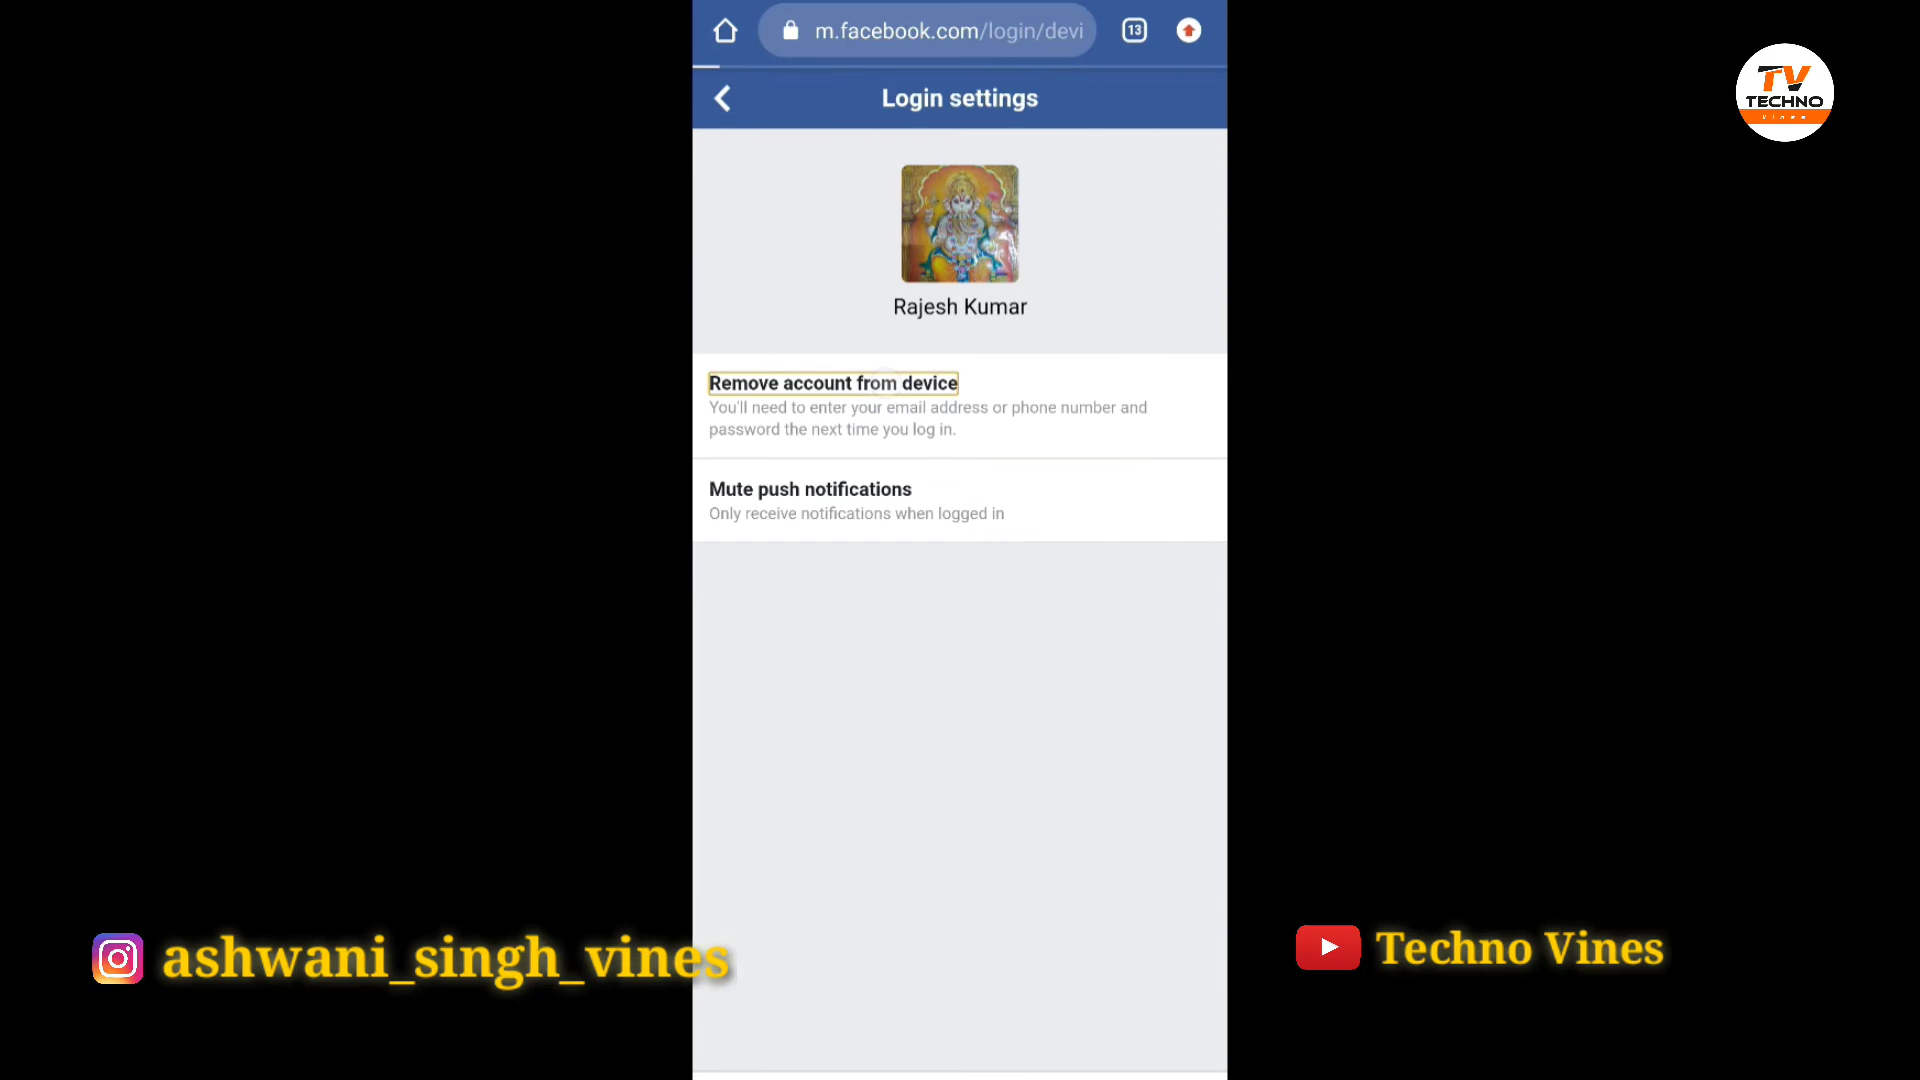 m.facebook.com/login/devi
13
Login settings
TV
TECHNO
VINES
Rajesh Kumar
Remove account from device
You'll need to enter your email address or phone number and
password the next time you log in.
Mute push notifications
Only receive notifications when logged in
ashwani_singh_vines
Techno Vines